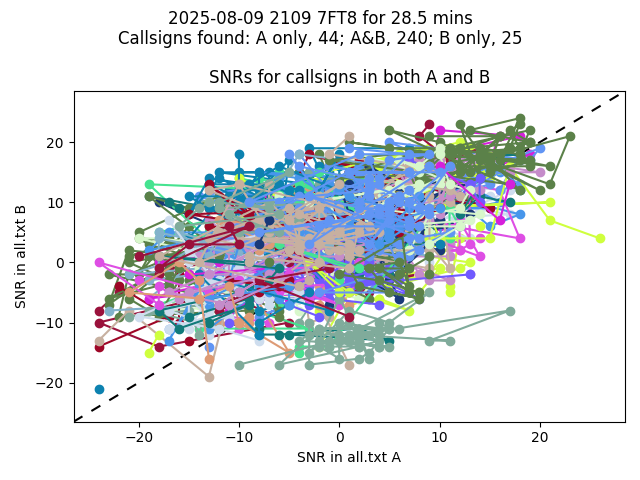 2025-08-09 2109 7FT8 for 28.5 mins
Callsigns found: A only, 44; A&B, 240; B only, 25
SNRs for callsigns in both A and B
SNR in all.txt B
20
10
0
−10
−20
−20 −10 0 10 20
SNR in all.txt A